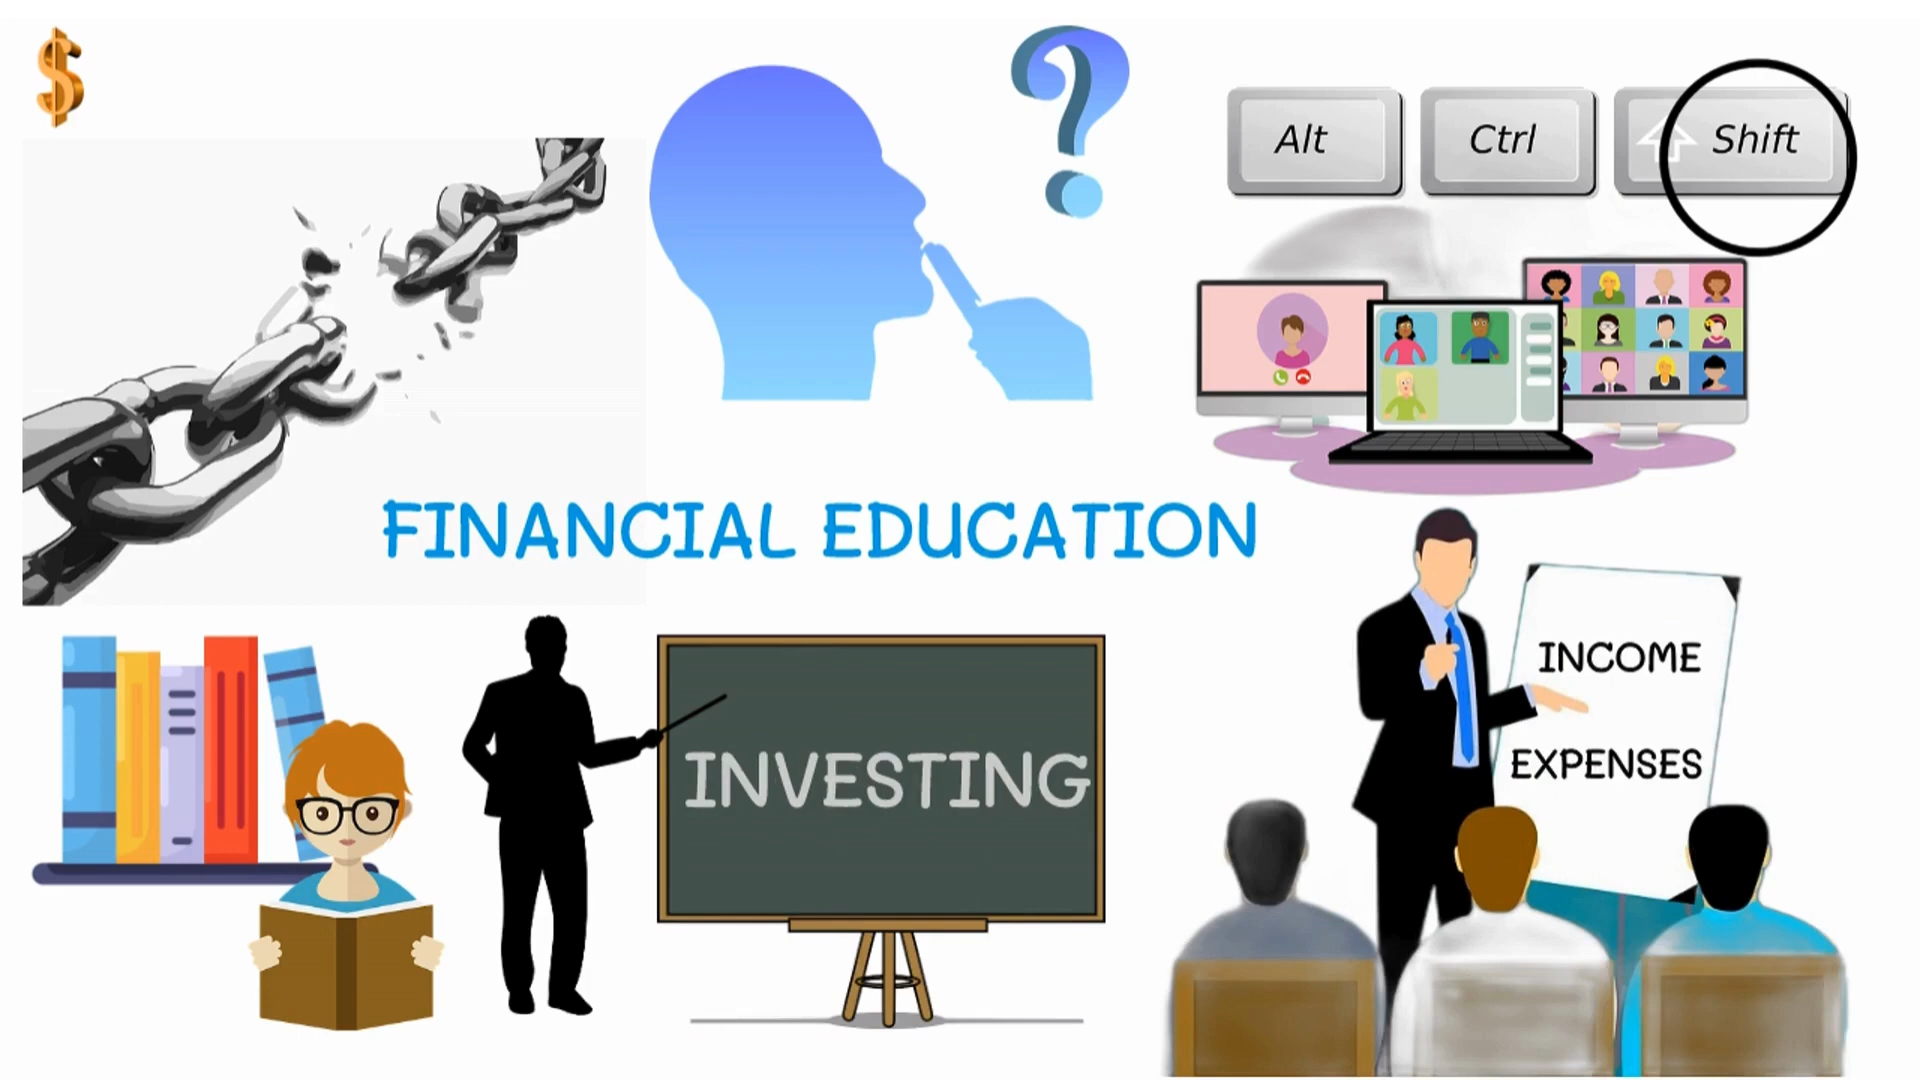 $
?
Alt
Ctrl
Shift
FINANCIAL EDUCATION
INVESTING
INCOME
EXPENSES